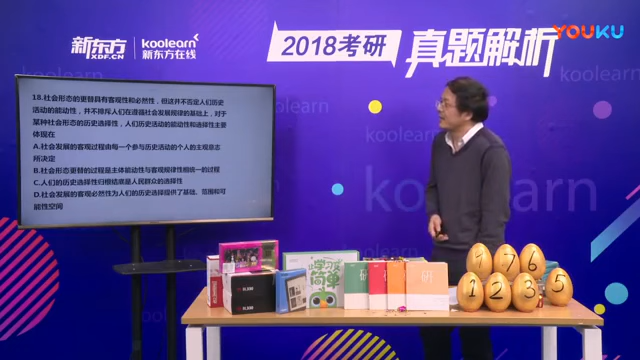 YOUKU
新东方
XDF.CN
koolearn
新东方在线
2018考研
真题解析
18.社会形态的更替具有客观性和必然性，但这并不否定人们历史
活动的能动性，并不排斥人们在遵循社会发展规律的基础上，对于
某种社会形态的历史选择性，人们历史活动的能动性和选择性主要
体现在
A.社会发展的客观过程由每一个参与历史活动的个人的主观意志
所决定
B.社会形态更替的过程是主体能动性与客观规律性相统一的过程
C.人们的历史选择性归根结底是人民群众的选择性
D.社会发展的客观必然性为人们的历史选择提供了基础、范围和可
能性空间
koolearn
koolearn
koolearn
让学习更
简单
研
1 7 6
1 2 3 5